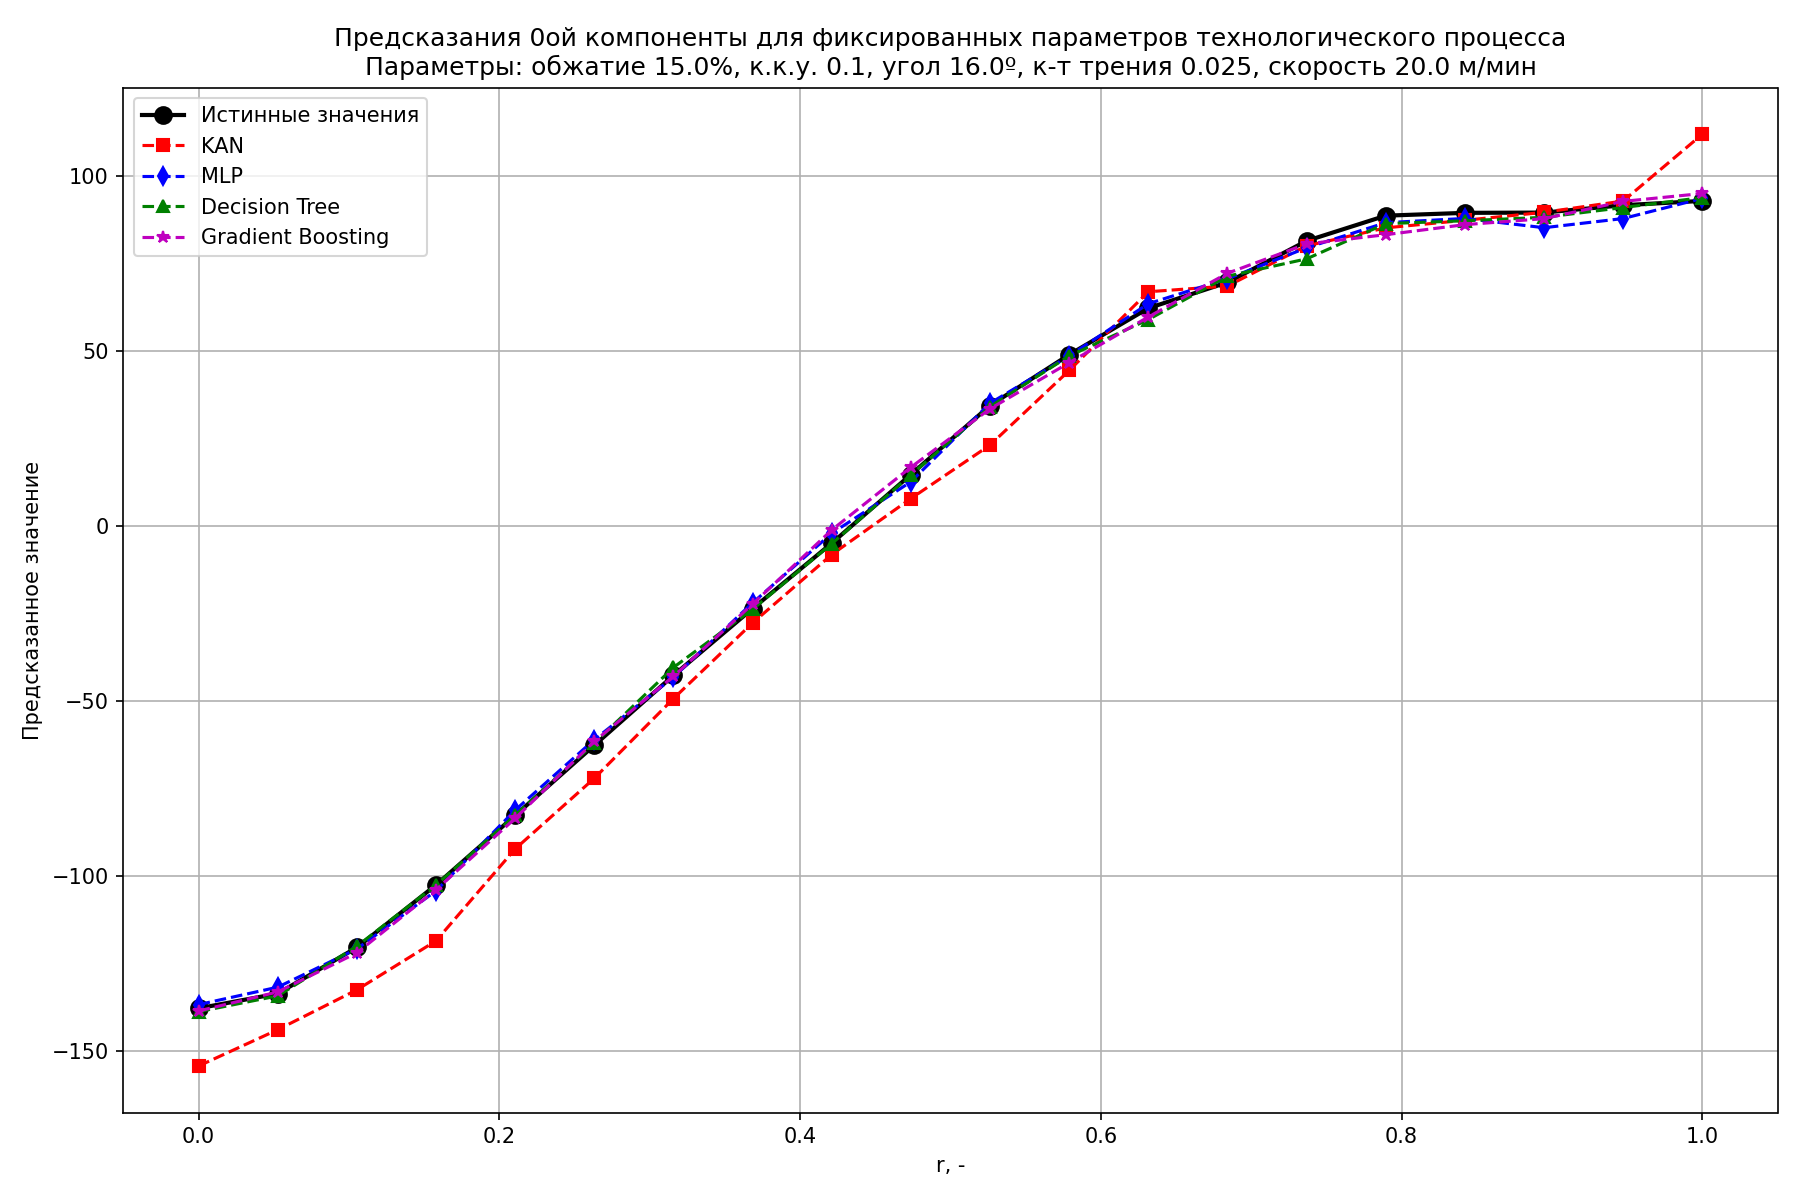 Предсказания 0ой компоненты для фиксированных параметров технологического процесса
Параметры: обжатие 15.0%, к.к.у. 0.1, угол 16.0º, к-т трения 0.025, скорость 20.0 м/мин
Истинные значения
KAN
MLP
Decision Tree
Gradient Boosting
Предсказанное значение
100
50
0
−50
−100
−150
0.0
0.2
0.4
0.6
0.8
1.0
r, -